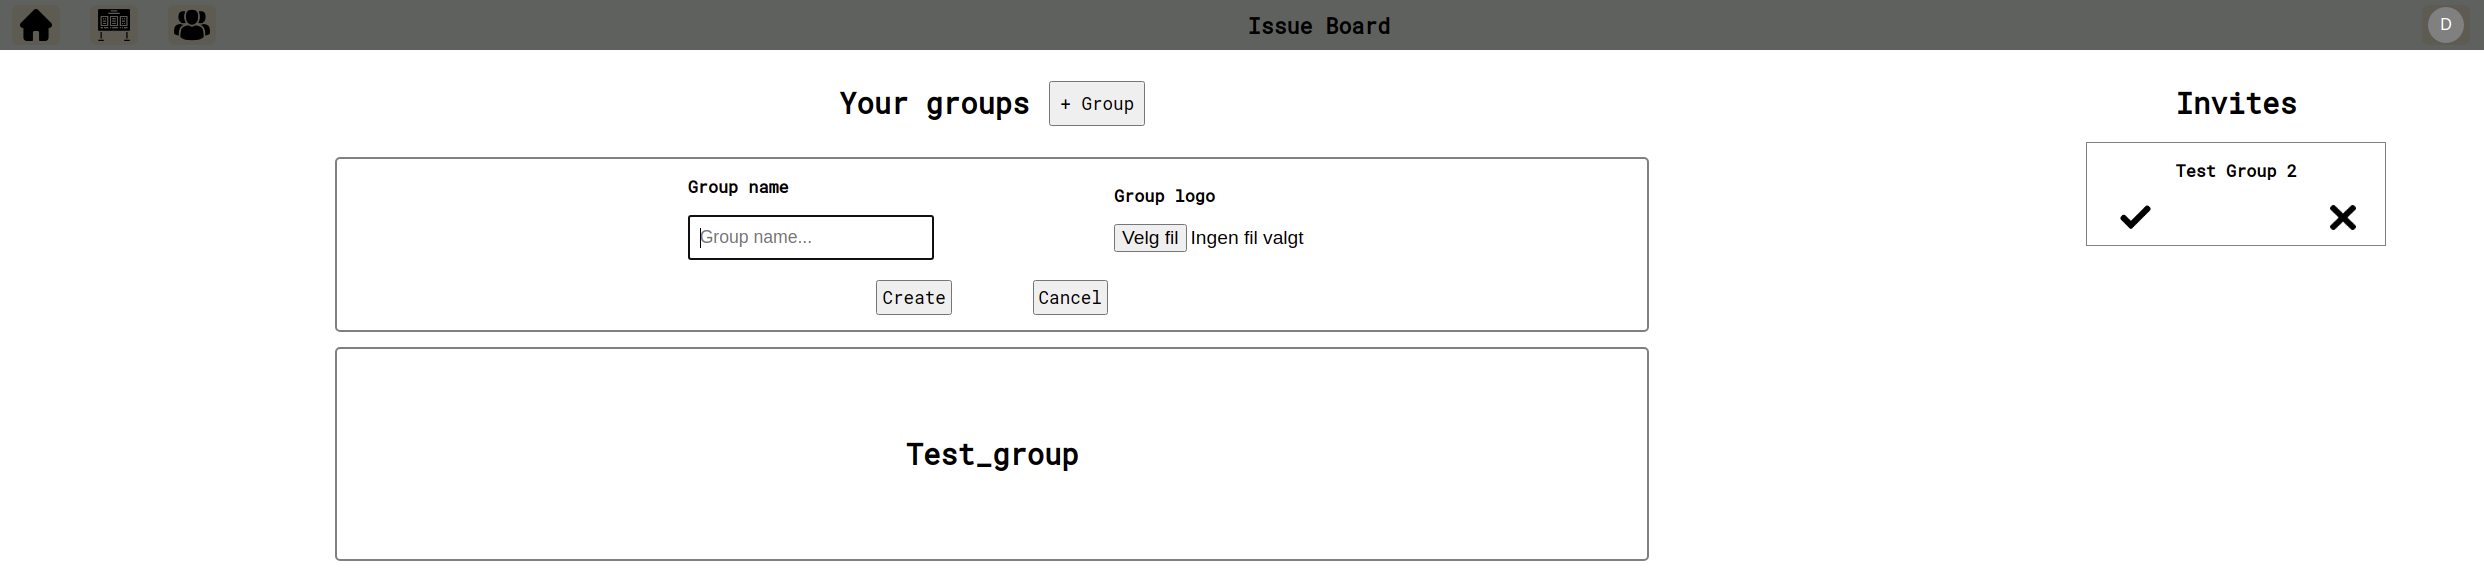 Issue Board
D
Your groups
+ Group
Invites
Group name
Group name...
Group logo
Velg fil Ingen fil valgt
Create
Cancel
Test Group 2
Test_group